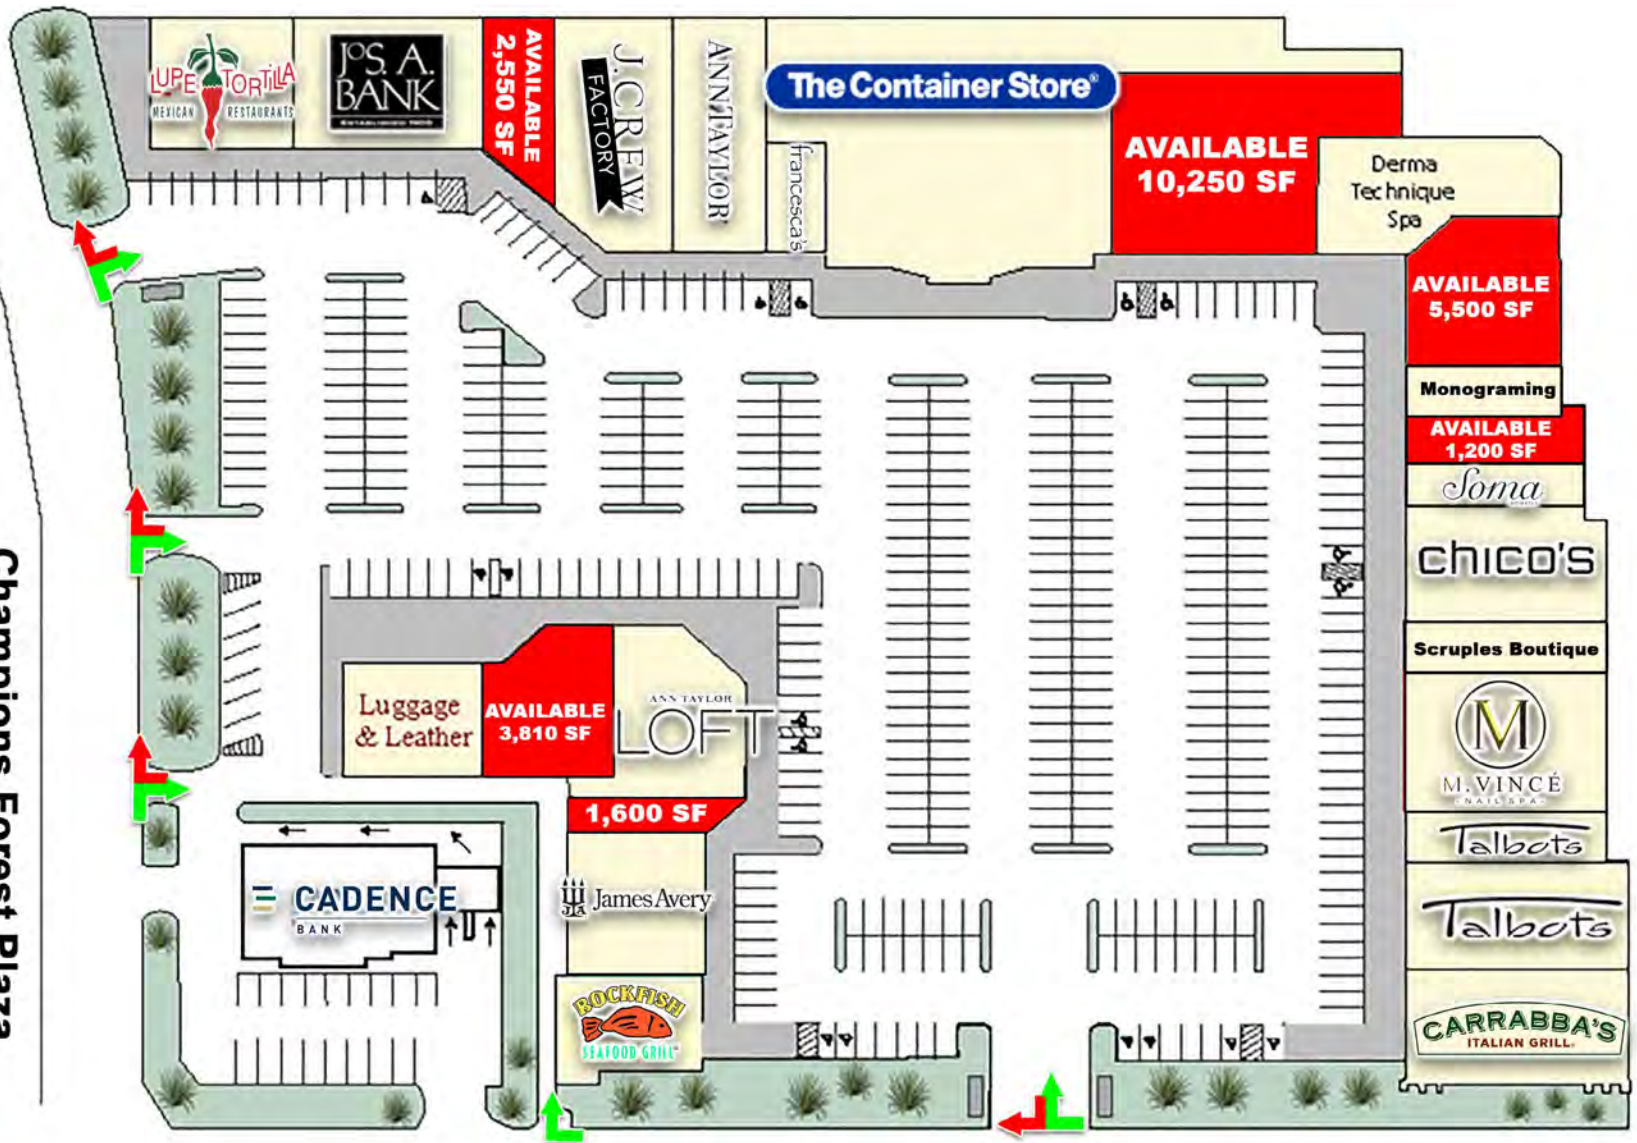 LUPE TORTILLA
MEXICAN RESTAURANTS
JoS. A.
BANK
AVAILABLE
2,550 SF
J.CREW
FACTORY
ANNTAYLOR
The Container Store®
francesca's
AVAILABLE
10,250 SF
Derma
Technique
Spa
AVAILABLE
5,500 SF
Monograming
AVAILABLE
1,200 SF
Soma
chico's
Scruples Boutique
M
M. VINCÉ
NAIL SPA
Talbots
Talbots
CARRABBA'S
ITALIAN GRILL.
Luggage
& Leather
AVAILABLE
3,810 SF
ANN TAYLOR
LOFT
1,600 SF
James Avery
CADENCE
BANK
ROCKFISH
SEAFOOD GRILL
Champions Forest Plaza